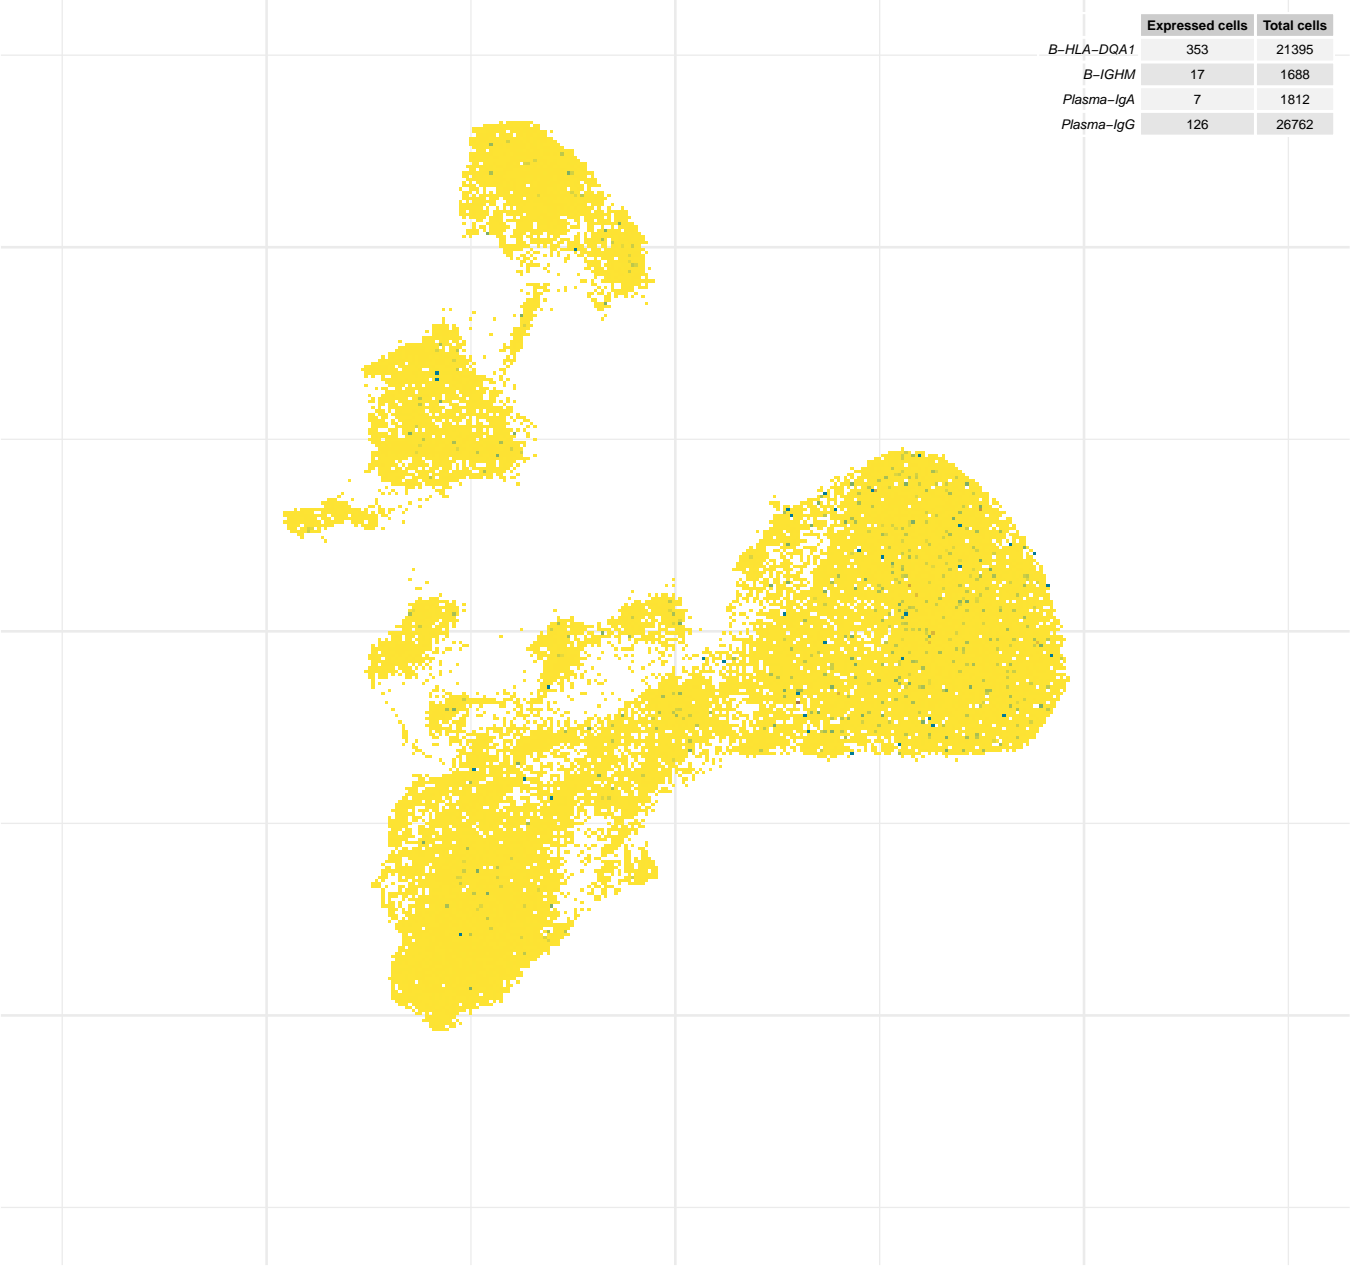 Expressed cells Total cells
B−HLA−DQA1 353 21395
B−IGHM 17 1688
Plasma−IgA 7 1812
Plasma−IgG 126 26762